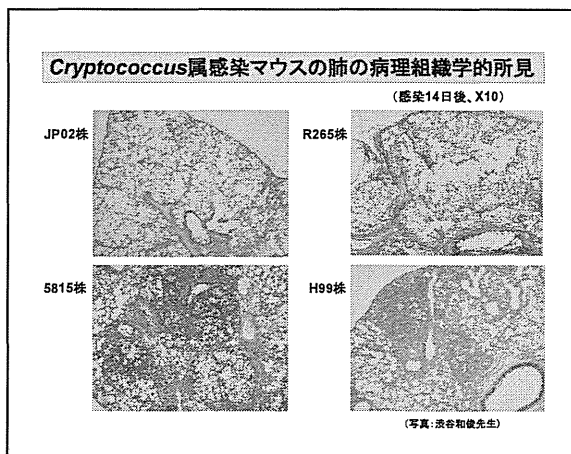 Cryptococcus属感染マウスの肺の病理組織学的所見
(感染14日後、X10)
JP02株
R265株
5815株
H99株
(写真:渋谷和俊先生)